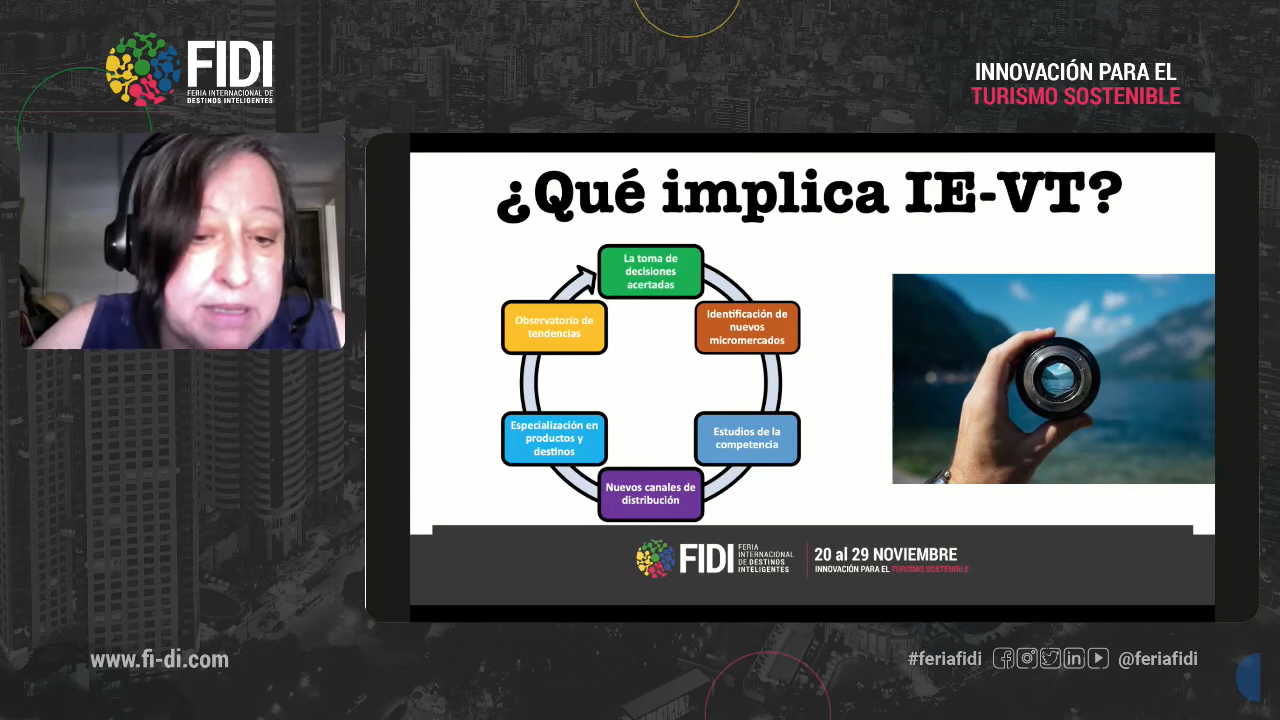 FIDI
FERIA INTERNACIONAL DE
DESTINOS INTELIGENTES
INNOVACIÓN PARA EL
TURISMO SOSTENIBLE
¿Qué implica IE-VT?
La toma de
decisiones
acertadas
Identificación de
nuevos
micromercados
Estudios de la
competencia
Nuevos canales de
distribución
Especialización en
productos y
destinos
Observatorio de
tendencias
FIDI
FERIA
INTERNACIONAL
DE DESTINOS
INTELIGENTES
20 al 29 NOVIEMBRE
INNOVACIÓN PARA EL TURISMO SOSTENIBLE
www.fi-di.com
#feriafidi
@feriafidi